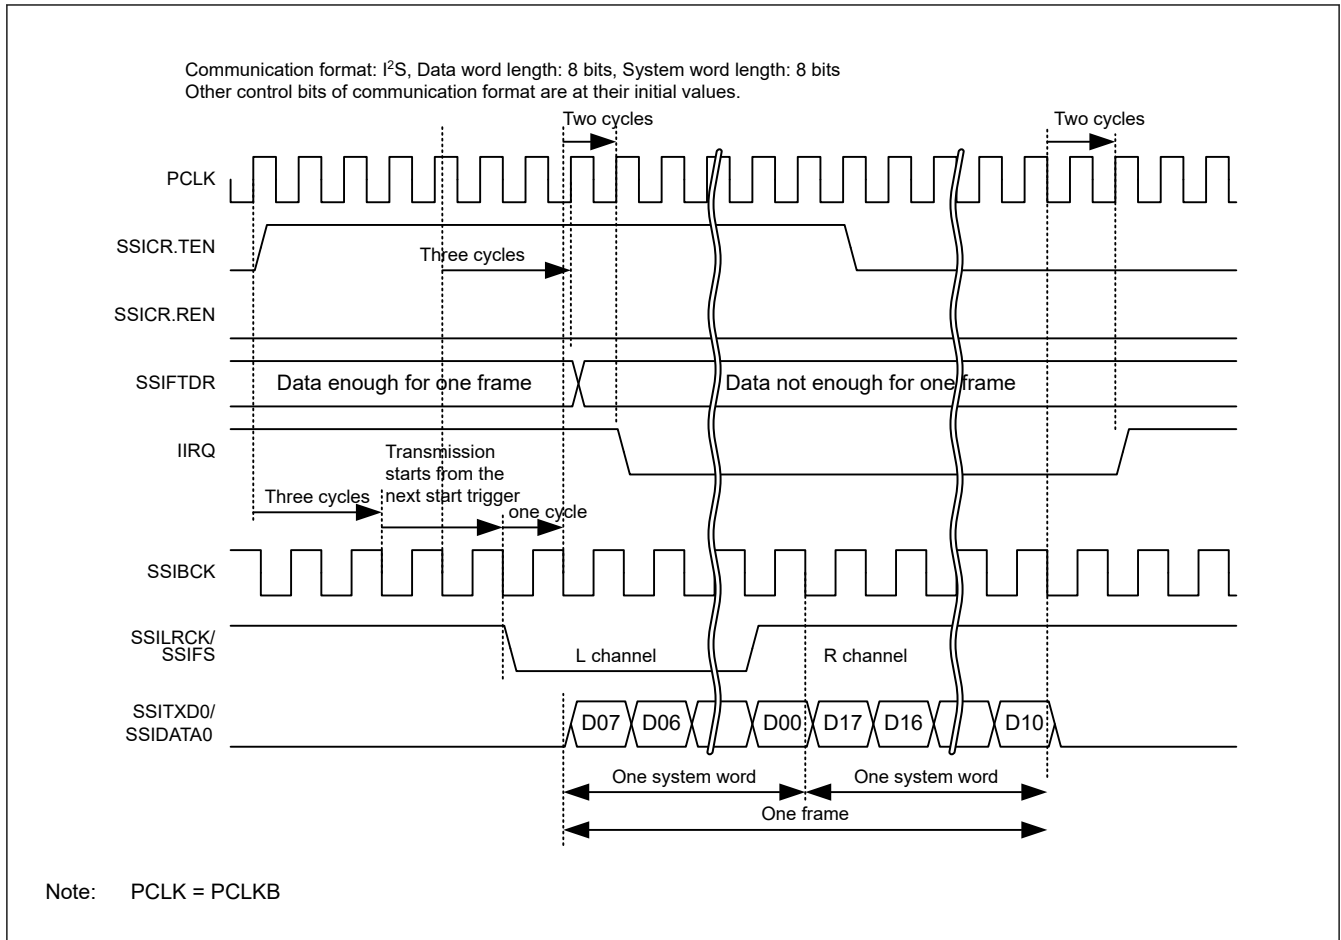 Communication format: I²S, Data word length: 8 bits, System word length: 8 bits
Other control bits of communication format are at their initial values.
Two cycles
Two cycles
PCLK
SSICR.TEN
Three cycles
SSICR.REN
SSIFTDR
Data enough for one frame
Data not enough for one frame
IIRQ
Transmission
starts from the
next start trigger
Three cycles
one cycle
SSIBCK
SSILRCK/
SSIFS
L channel
R channel
SSITXD0/
SSIDATA0
D07
D06
D00
D17
D16
D10
One system word
One system word
One frame
Note: PCLK = PCLKB